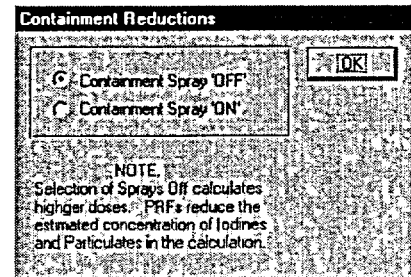 Containment Reductions
OK
Containment Spray 'OFF'
Containment Spray 'ON'.
NOTE.
Selection of Sprays Off calculates
highger doses. PRFs reduce the
estimated concentration of Iodines
and Particulates in the calculation.